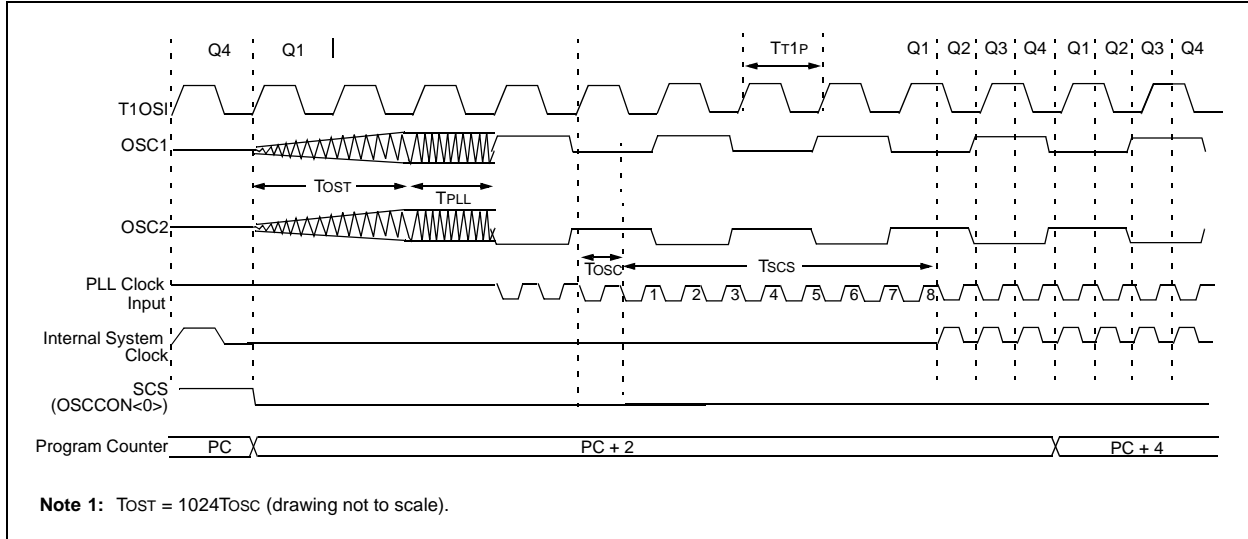 Q4 Q1 TT1P Q1 Q2 Q3 Q4 Q1 Q2 Q3 Q4
T1OSI
OSC1
TOST
TPLL
OSC2
TOSC TSCS
PLL Clock
Input
1 2 3 4 5 6 7 8
Internal System
Clock
SCS
(OSCCON<0>)
Program Counter PC PC + 2 PC + 4
Note 1: TOST = 1024TOSC (drawing not to scale).